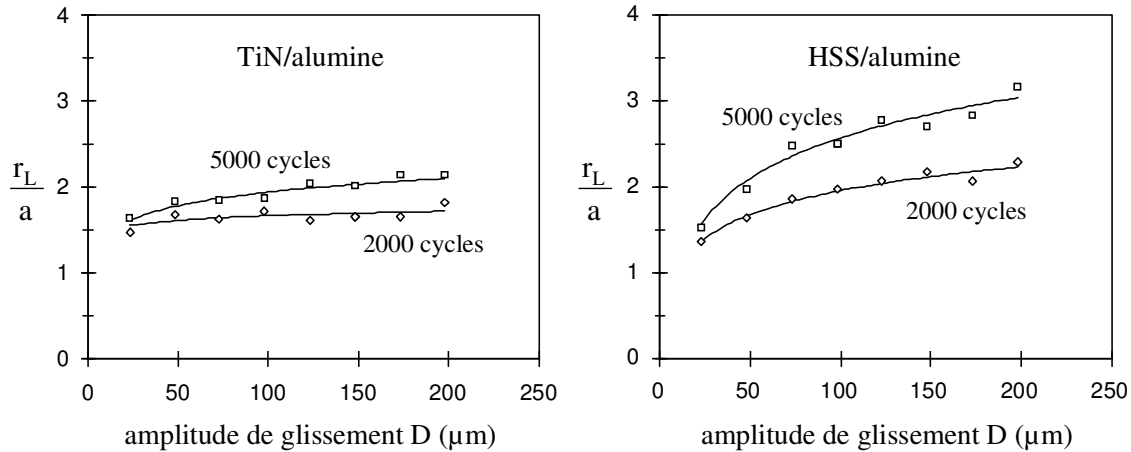 4
3
2
1
0
r_L
a
TiN/alumine
5000 cycles
2000 cycles
0 50 100 150 200 250
amplitude de glissement D (µm)
4
3
2
1
0
r_L
a
HSS/alumine
5000 cycles
2000 cycles
0 50 100 150 200 250
amplitude de glissement D (µm)